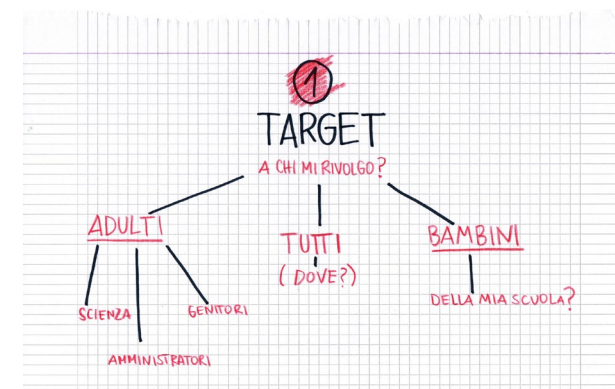 1
TARGET
A CHI MI RIVOLGO?
ADULTI
TUTTI
(DOVE?)
BAMBINI
SCIENZA
AMMINISTRATORI
GENITORI
DELLA MIA SCUOLA?